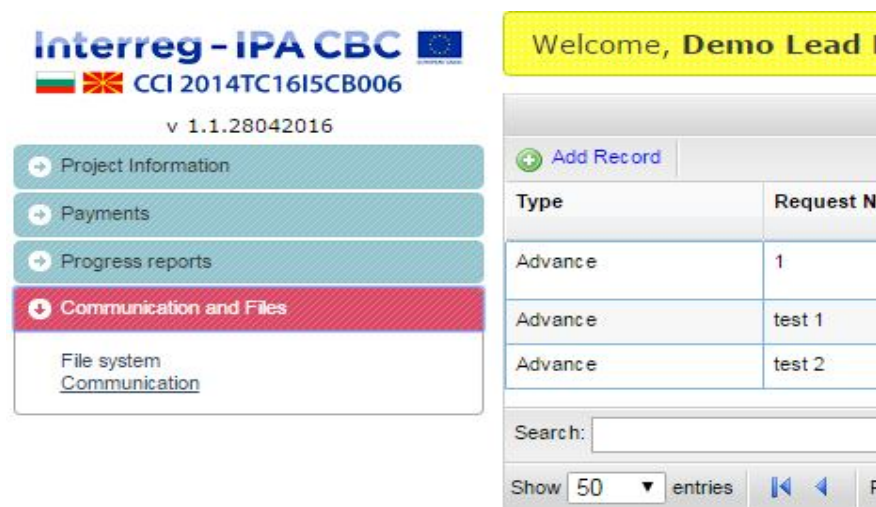 Interreg - IPA CBC
CCI 2014TC16I5CB006
v 1.1.28042016
Project Information
Payments
Progress reports
Communication and Files
File system
Communication
Welcome, Demo Lead
Add Record
Type Request N
Advance 1
Advance test 1
Advance test 2
Search:
Show 50 entries